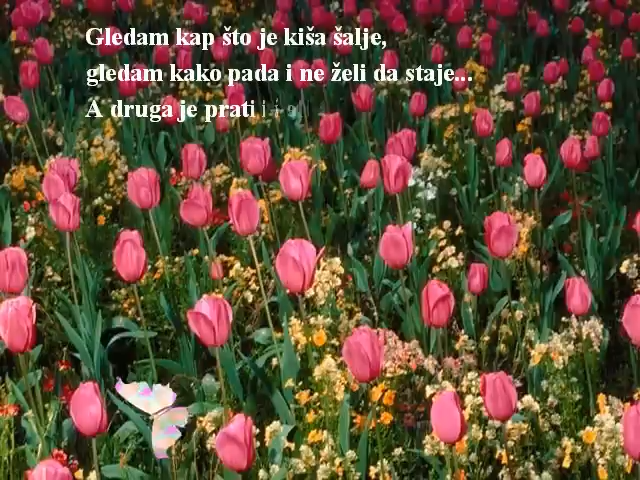 Gledam kap što je kiša šalje,
gledam kako pada i ne želi da staje...
A druga je prati i